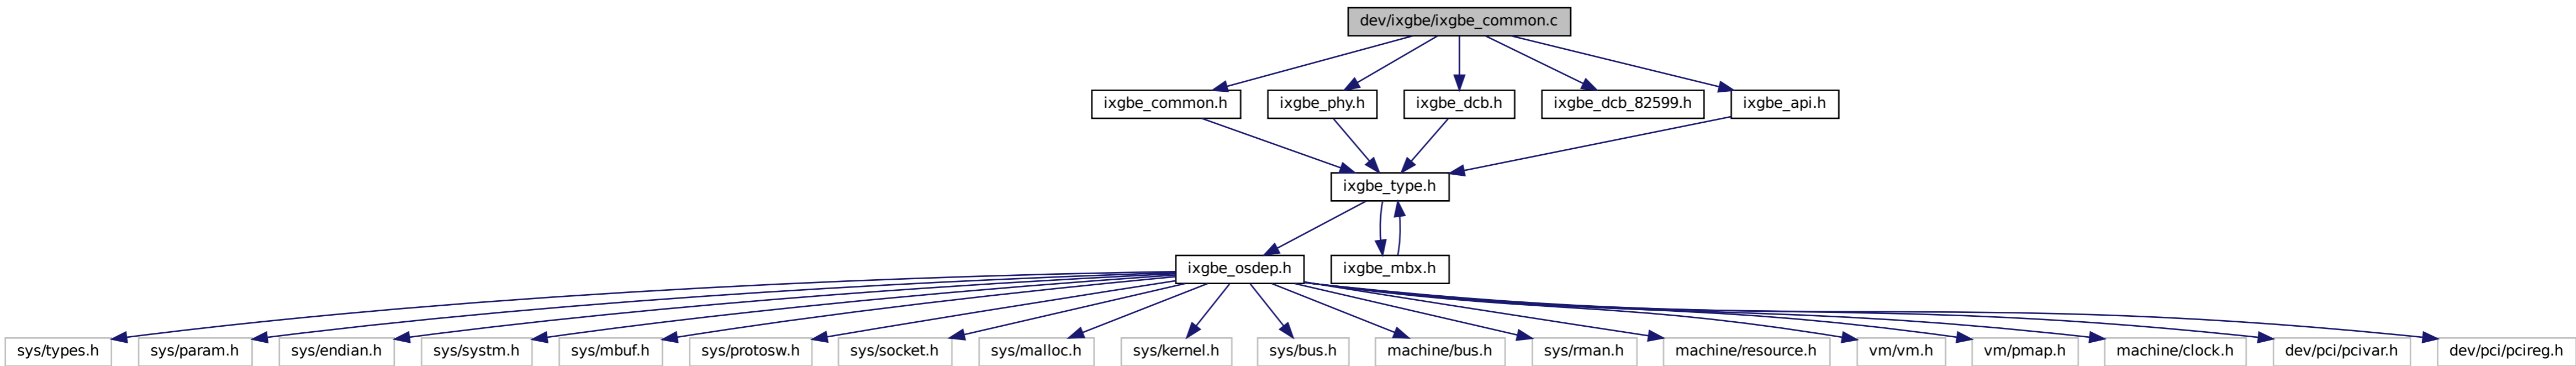 dev/ixgbe/ixgbe_common.c
ixgbe_common.h
ixgbe_phy.h
ixgbe_dcb.h
ixgbe_dcb_82599.h
ixgbe_api.h
ixgbe_type.h
ixgbe_osdep.h
ixgbe_mbx.h
sys/types.h
sys/param.h
sys/endian.h
sys/systm.h
sys/mbuf.h
sys/protosw.h
sys/socket.h
sys/malloc.h
sys/kernel.h
sys/bus.h
machine/bus.h
sys/rman.h
machine/resource.h
vm/vm.h
vm/pmap.h
machine/clock.h
dev/pci/pcivar.h
dev/pci/pcireg.h